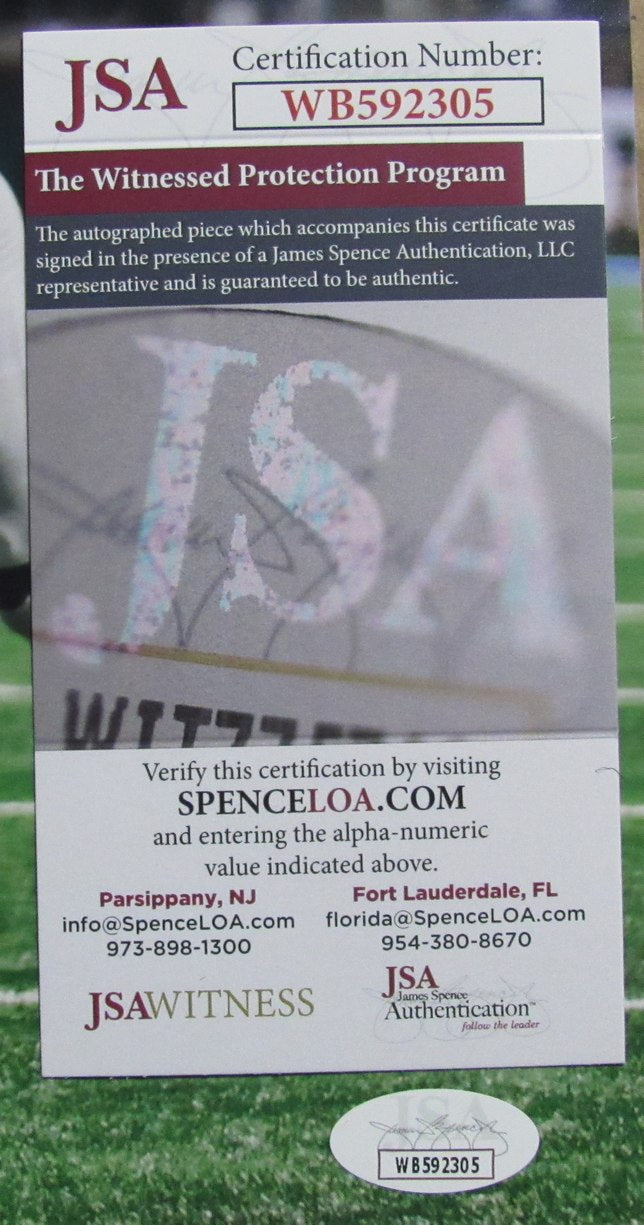 JSA
Certification Number:
WB592305
The Witnessed Protection Program
The autographed piece which accompanies this certificate was
signed in the presence of a James Spence Authentication, LLC
representative and is guaranteed to be authentic.
JSA
Verify this certification by visiting
SPENCELOA.COM
and entering the alpha-numeric
value indicated above.
Parsippany, NJ
info@SpenceLOA.com
973-898-1300
Fort Lauderdale, FL
florida@SpenceLOA.com
954-380-8670
JSAWITNESS
JSA
James Spence
Authentication™
follow the leader
JSA
WB592305